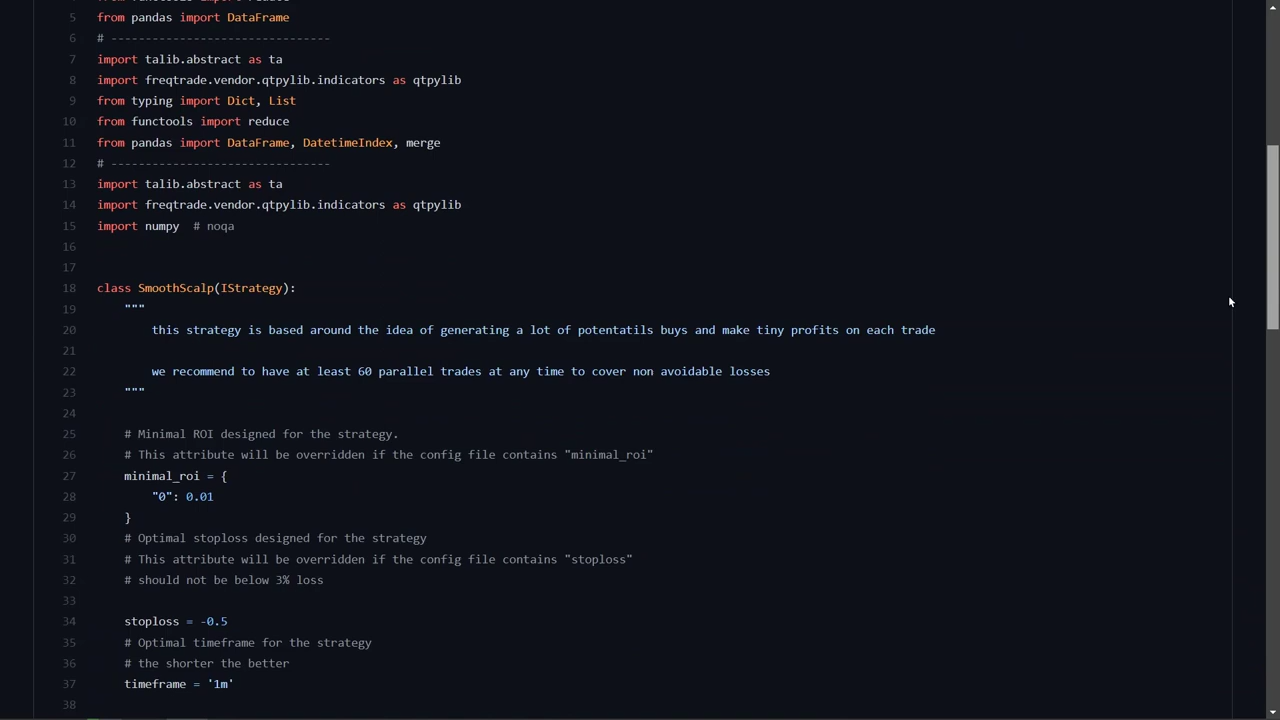 5 from pandas import DataFrame
6 # --------------------------------
7 import talib.abstract as ta
8 import freqtrade.vendor.qtpylib.indicators as qtpylib
9 from typing import Dict, List
10 from functools import reduce
11 from pandas import DataFrame, DatetimeIndex, merge
12 # --------------------------------
13 import talib.abstract as ta
14 import freqtrade.vendor.qtpylib.indicators as qtpylib
15 import numpy  # noqa
16
17
18 class SmoothScalp(IStrategy):
19     """
20         this strategy is based around the idea of generating a lot of potentatils buys and make tiny profits on each trade
21
22         we recommend to have at least 60 parallel trades at any time to cover non avoidable losses
23     """
24
25     # Minimal ROI designed for the strategy.
26     # This attribute will be overridden if the config file contains "minimal_roi"
27     minimal_roi = {
28         "0": 0.01
29     }
30     # Optimal stoploss designed for the strategy
31     # This attribute will be overridden if the config file contains "stoploss"
32     # should not be below 3% loss
33
34     stoploss = -0.5
35     # Optimal timeframe for the strategy
36     # the shorter the better
37     timeframe = '1m'
38